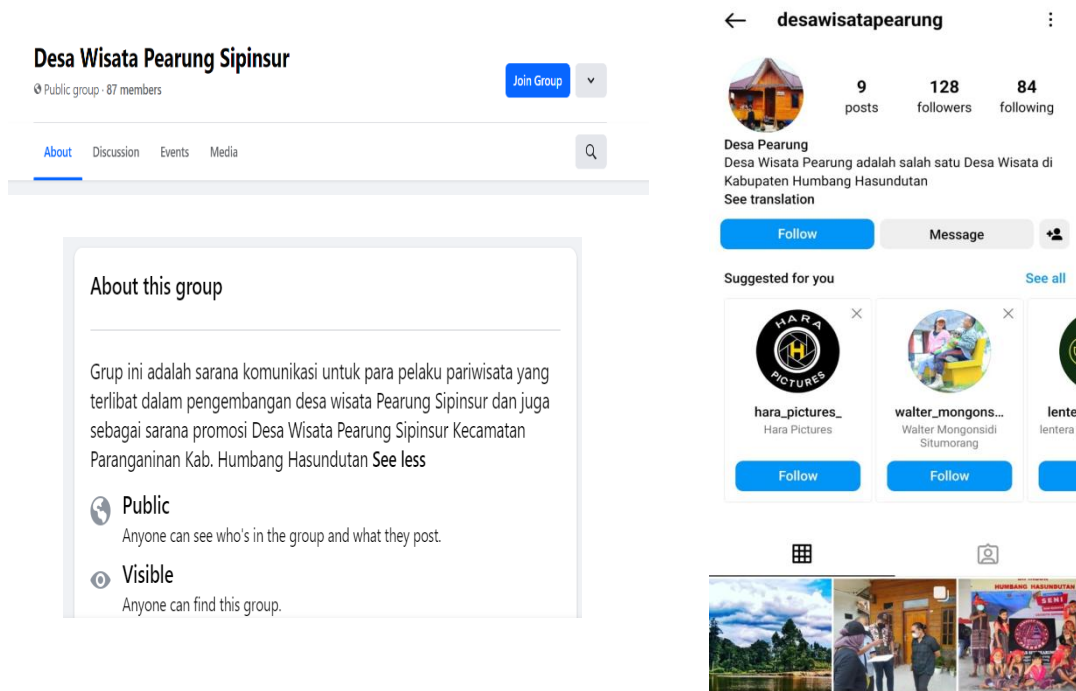 Desa Wisata Pearung Sipinsur
Public group · 87 members
Join Group
About Discussion Events Media
About this group
Grup ini adalah sarana komunikasi untuk para pelaku pariwisata yang
terlibat dalam pengembangan desa wisata Pearung Sipinsur dan juga
sebagai sarana promosi Desa Wisata Pearung Sipinsur Kecamatan
Paranganinan Kab. Humbang Hasundutan See less
Public
Anyone can see who's in the group and what they post.
Visible
Anyone can find this group.
desawisatapearung
9 128 84
posts followers following
Desa Pearung
Desa Wisata Pearung adalah salah satu Desa Wisata di
Kabupaten Humbang Hasundutan
See translation
Follow Message
Suggested for you See all
HARA
H
PICTURES
hara_pictures_ walter_mongons... lente
Hara Pictures Walter Mongonsidi lentera
Situmorang
Follow Follow
HUMBANG HASUNDUTAN
SENI